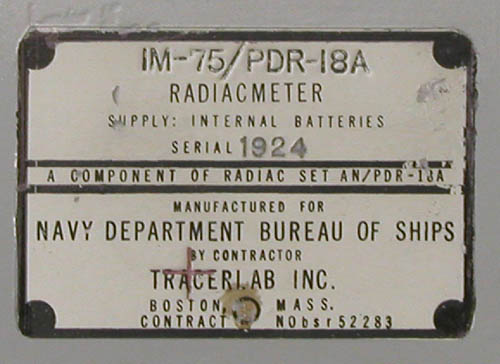 IM-75/PDR-18A
RADIACMETER
SUPPLY: INTERNAL BATTERIES
SERIAL 1924
A COMPONENT OF RADIAC SET AN/PDR-18A
MANUFACTURED FOR
NAVY DEPARTMENT BUREAU OF SHIPS
BY CONTRACTOR
TRACERLAB INC.
BOSTON, MASS.
CONTRACT NObsr52283